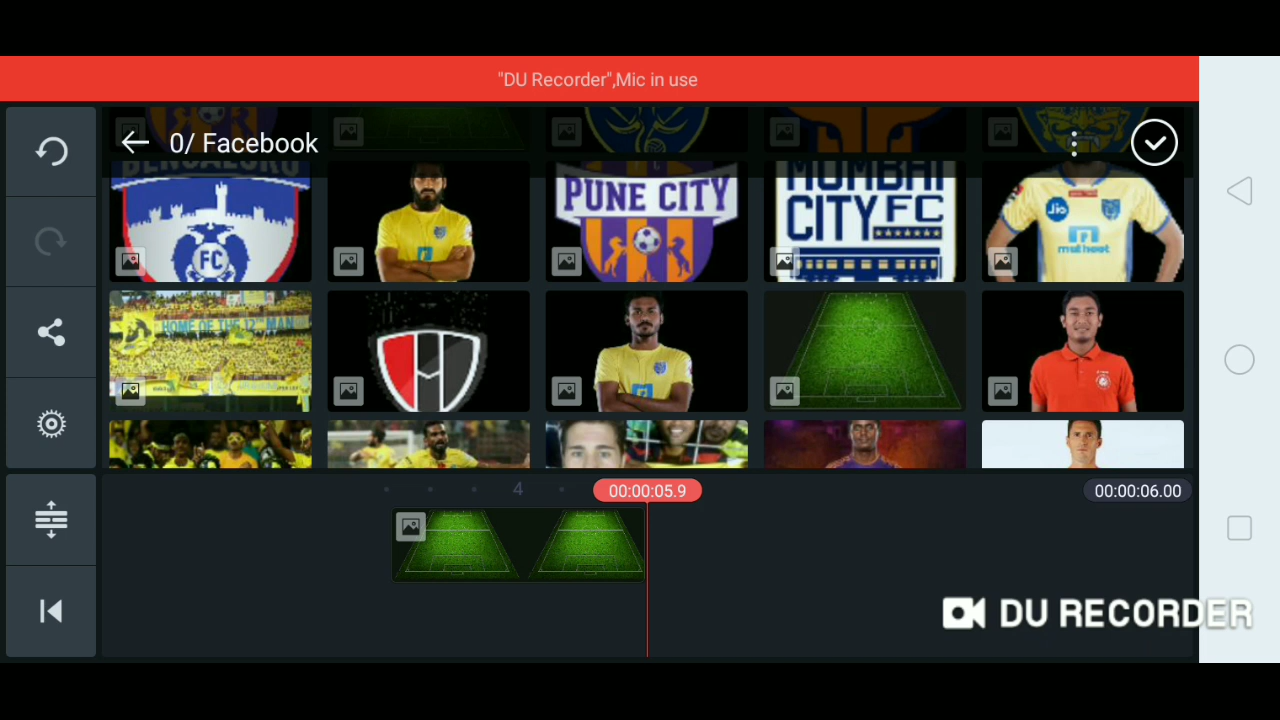 "DU Recorder",Mic in use
0/ Facebook
BENGALURU
FC
PUNE CITY
MUMBAI
CITY FC
Jio
muthoot
HOME OF THE 12TH MAN
4
00:00:05.9
00:00:06.00
DU RECORDER